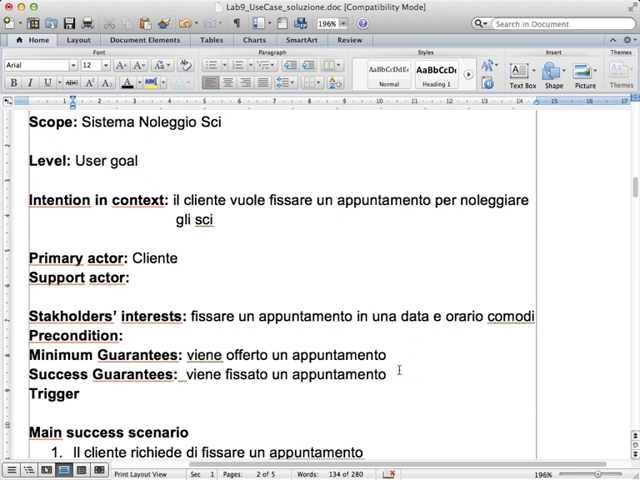 Lab9_UseCase_soluzione.doc [Compatibility Mode]
196%
Search in Document
Home Layout Document Elements Tables Charts SmartArt Review
Font Paragraph Styles Insert Themes
Arial 12
AaBbCcDdEe AaBbCcDc
Normal Heading 1 Text Box Shape Picture Themes
Scope: Sistema Noleggio Sci
Level: User goal
Intention in context: il cliente vuole fissare un appuntamento per noleggiare
gli sci
Primary actor: Cliente
Support actor:
Stakholders’ interests: fissare un appuntamento in una data e orario comodi
Precondition:
Minimum Guarantees: viene offerto un appuntamento
Success Guarantees: viene fissato un appuntamento
Trigger
Main success scenario
1. Il cliente richiede di fissare un appuntamento
Print Layout View Sec 1 Pages: 2 of 5 Words: 134 of 280 196%